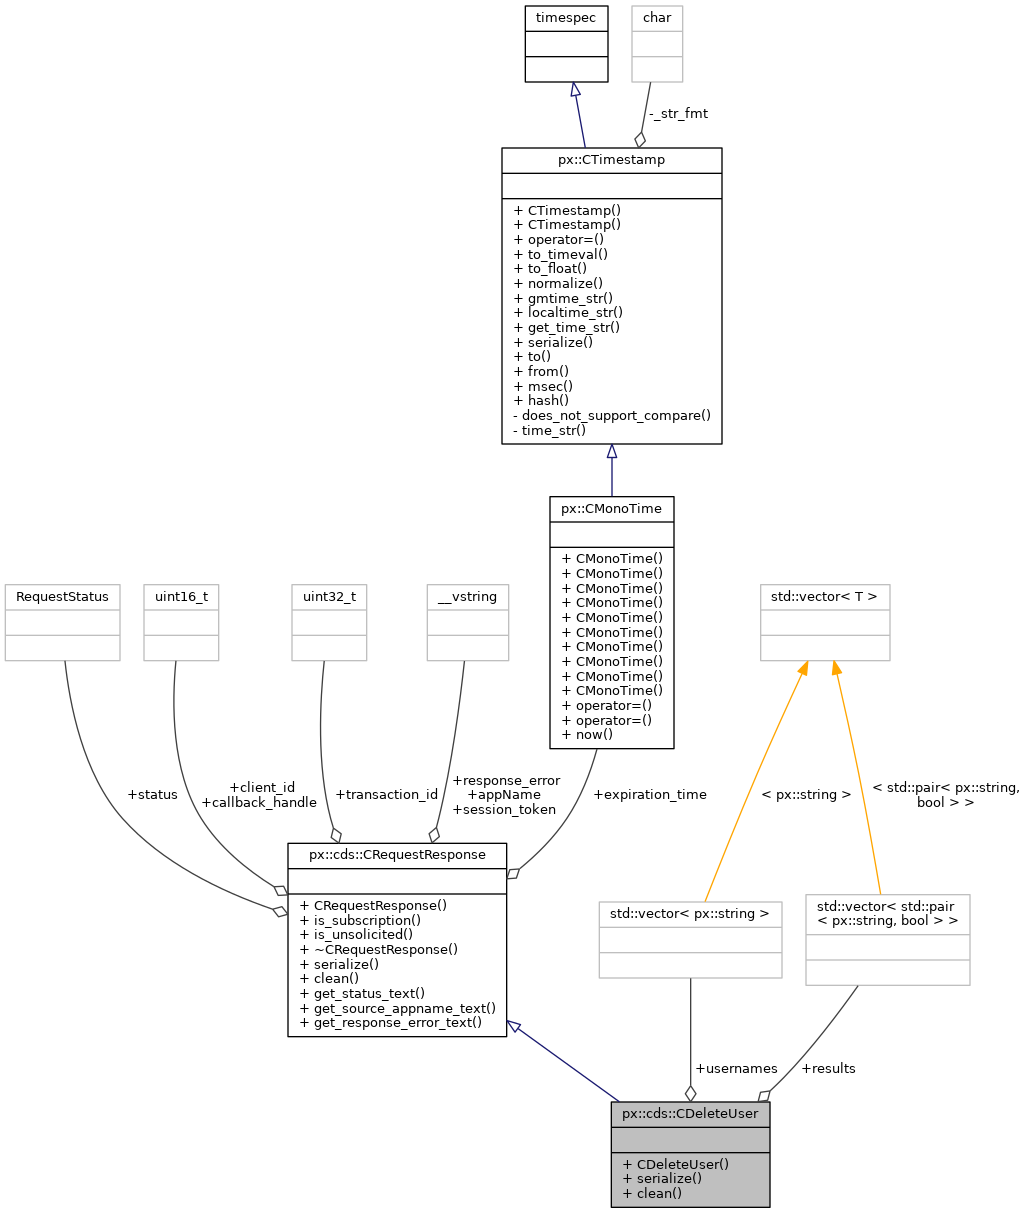 timespec
char
-_str_fmt
px::CTimestamp
+ CTimestamp()
+ CTimestamp()
+ operator=()
+ to_timeval()
+ to_float()
+ normalize()
+ gmtime_str()
+ localtime_str()
+ get_time_str()
+ serialize()
+ to()
+ from()
+ msec()
+ hash()
- does_not_support_compare()
- time_str()
px::CMonoTime
+ CMonoTime()
+ CMonoTime()
+ CMonoTime()
+ CMonoTime()
+ CMonoTime()
+ CMonoTime()
+ CMonoTime()
+ CMonoTime()
+ CMonoTime()
+ CMonoTime()
+ operator=()
+ operator=()
+ now()
RequestStatus
uint16_t
uint32_t
__vstring
std::vector< T >
+status
+client_id
+callback_handle
+transaction_id
+response_error
+appName
+session_token
+expiration_time
< px::string >
< std::pair< px::string,
bool > >
px::cds::CRequestResponse
+ CRequestResponse()
+ is_subscription()
+ is_unsolicited()
+ ~CRequestResponse()
+ serialize()
+ clean()
+ get_status_text()
+ get_source_appname_text()
+ get_response_error_text()
std::vector< px::string >
std::vector< std::pair
< px::string, bool > >
+usernames
+results
px::cds::CDeleteUser
+ CDeleteUser()
+ serialize()
+ clean()